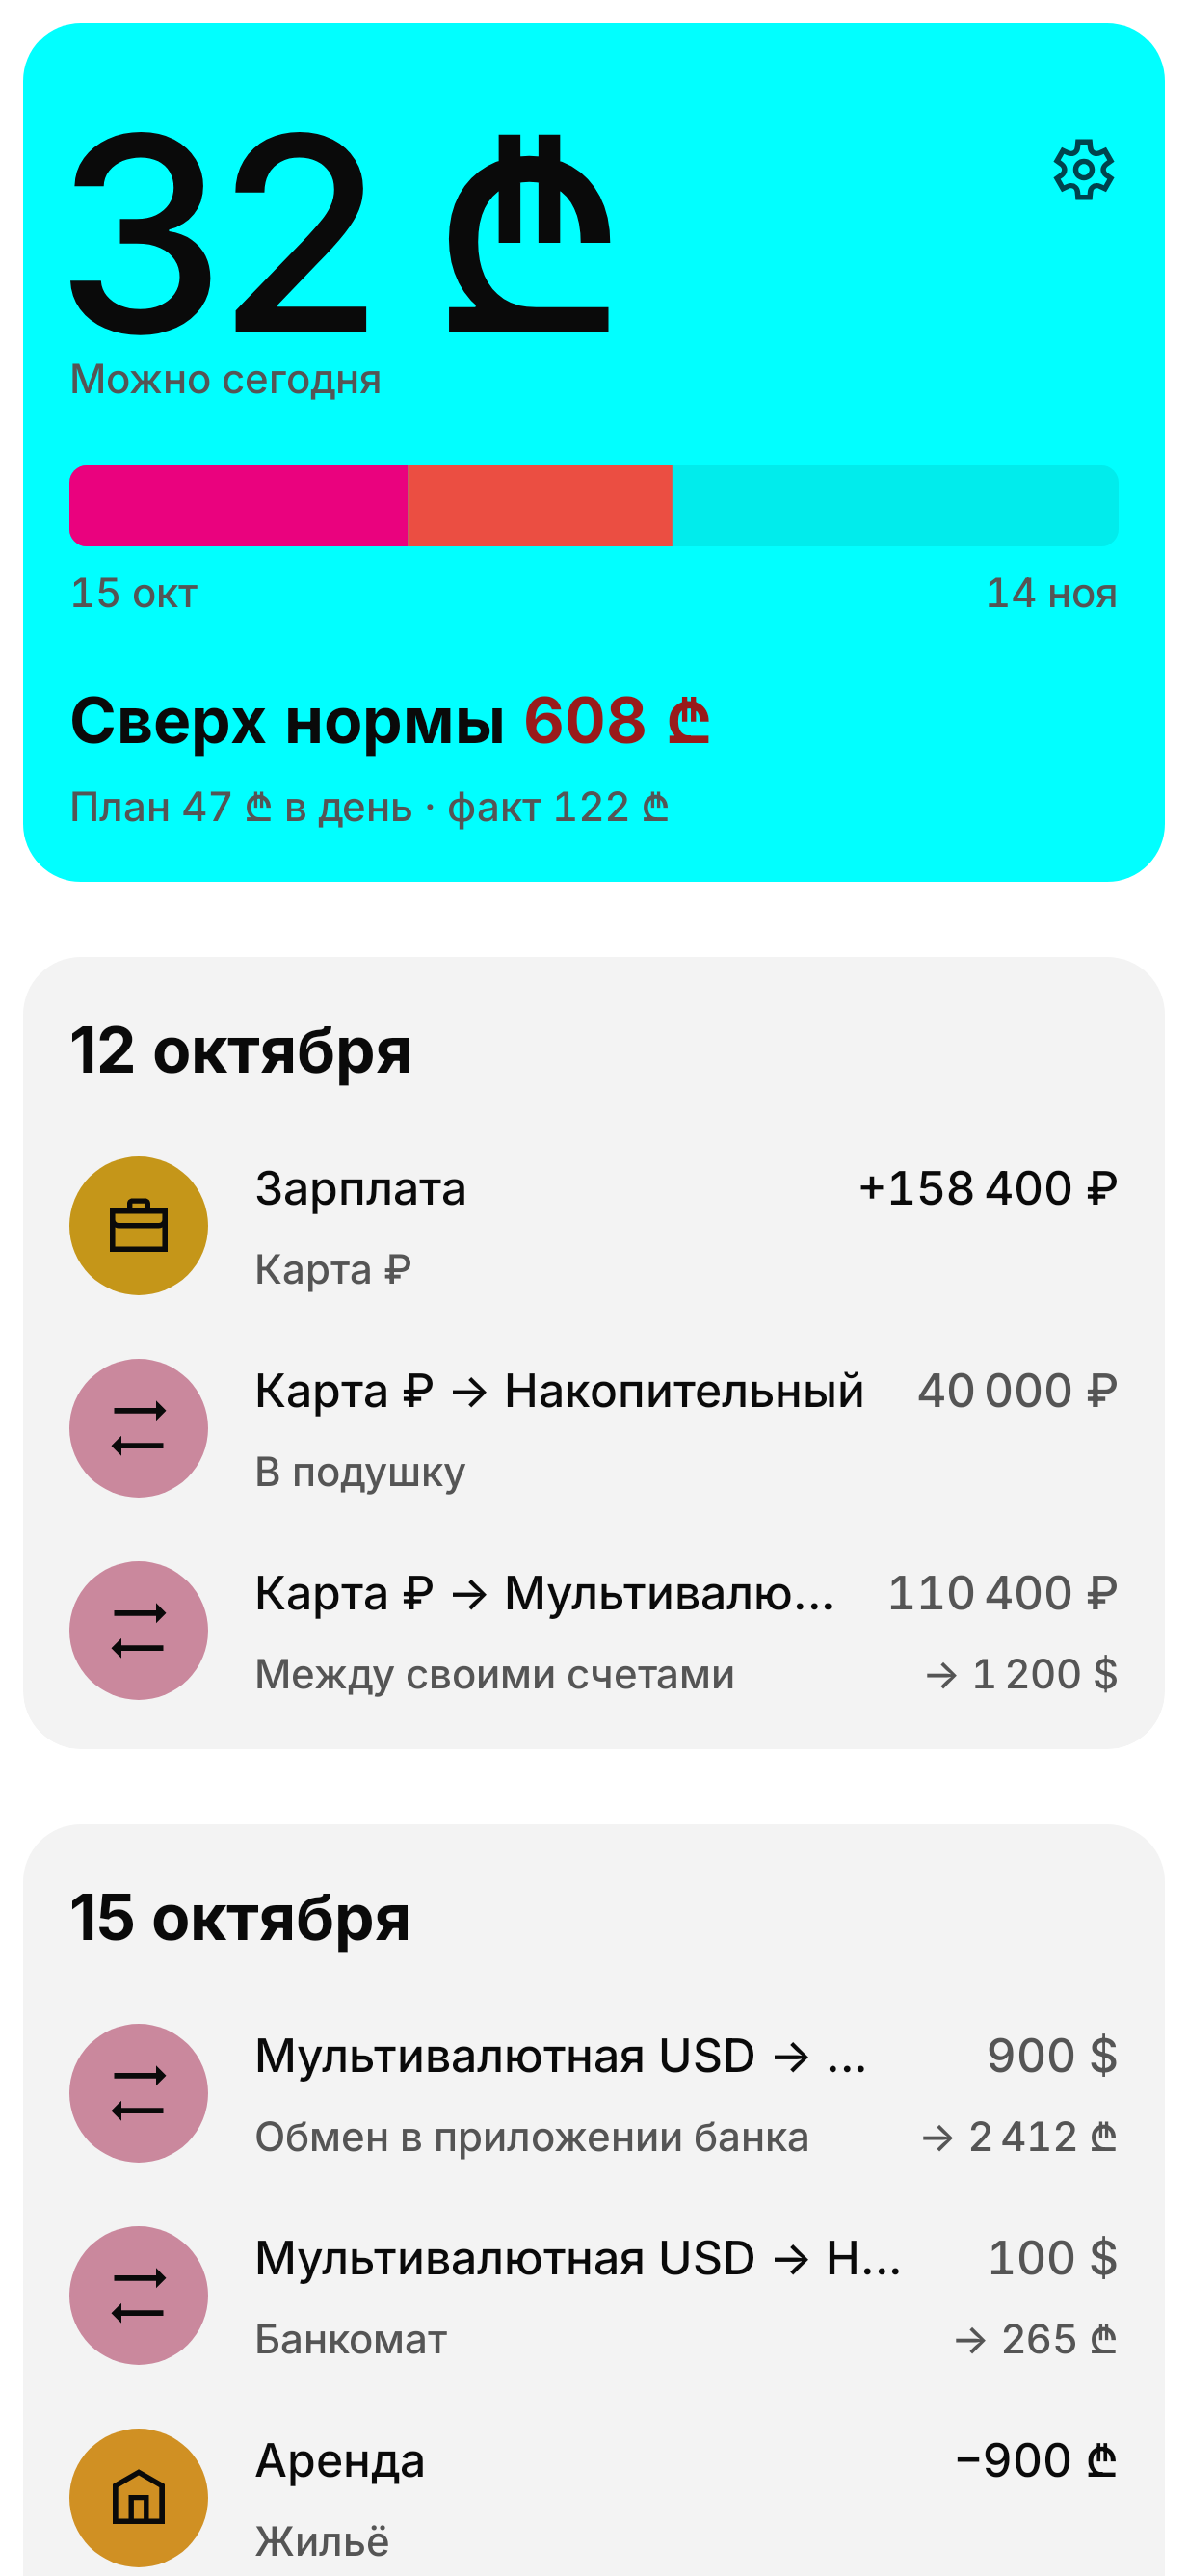 32 ₾
Можно сегодня
15 окт 14 ноя
Сверх нормы 608 ₾
План 47 ₾ в день · факт 122 ₾
12 октября
Зарплата +158 400 ₽
Карта ₽
Карта ₽ → Накопительный 40 000 ₽
В подушку
Карта ₽ → Мультивалю... 110 400 ₽
Между своими счетами → 1 200 $
15 октября
Мультивалютная USD → ... 900 $
Обмен в приложении банка → 2 412 ₾
Мультивалютная USD → Н... 100 $
Банкомат → 265 ₾
Аренда −900 ₾
Жильё